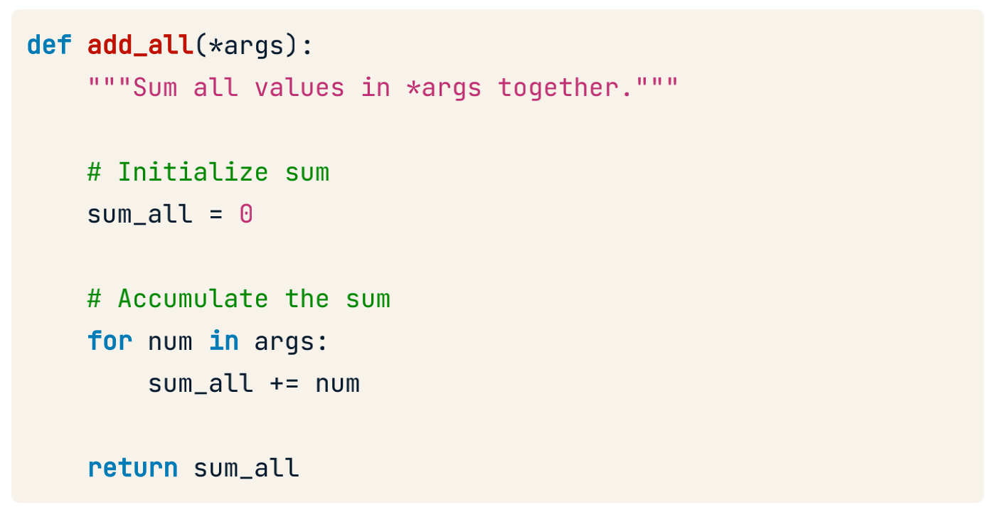 def add_all(*args):
    """Sum all values in *args together."""

    # Initialize sum
    sum_all = 0

    # Accumulate the sum
    for num in args:
        sum_all += num

    return sum_all